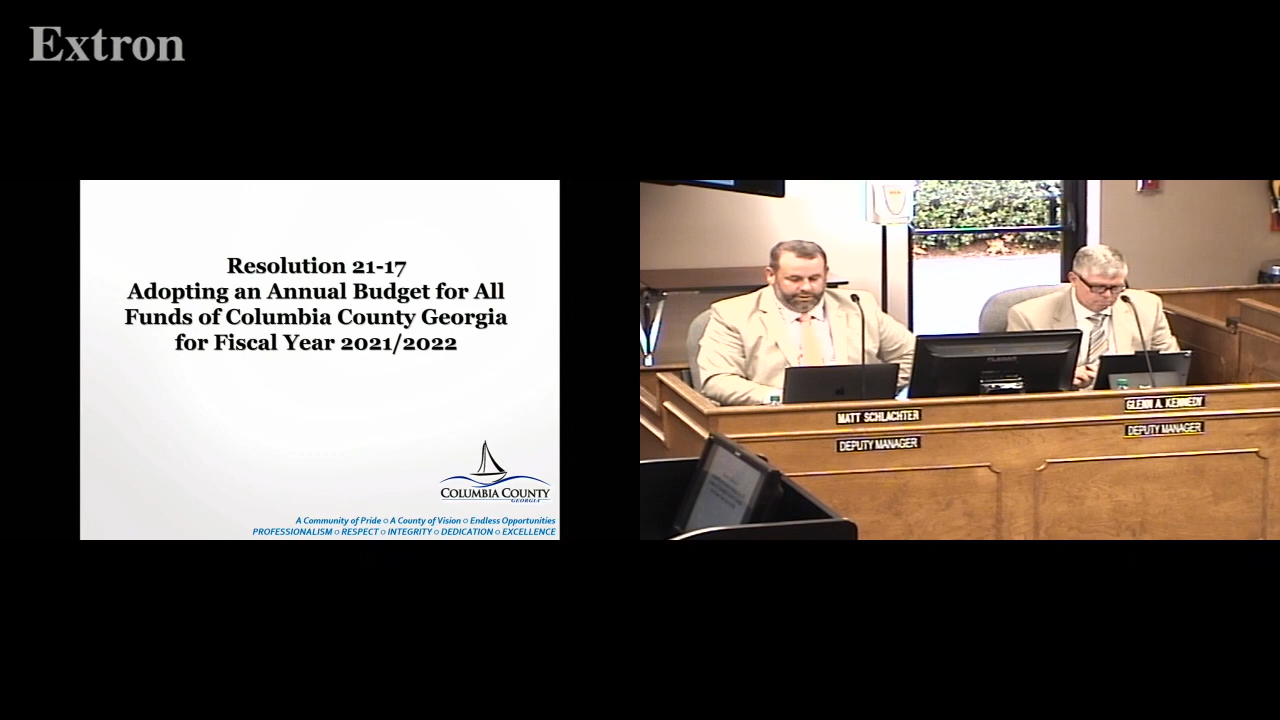 Extron
Resolution 21-17
Adopting an Annual Budget for All
Funds of Columbia County Georgia
for Fiscal Year 2021/2022
COLUMBIA COUNTY
GEORGIA
A Community of Pride ○ A County of Vision ○ Endless Opportunities
PROFESSIONALISM ○ RESPECT ○ INTEGRITY ○ DEDICATION ○ EXCELLENCE
MATT SCHLACHTER
DEPUTY MANAGER
GLENN A. KENNEDY
DEPUTY MANAGER